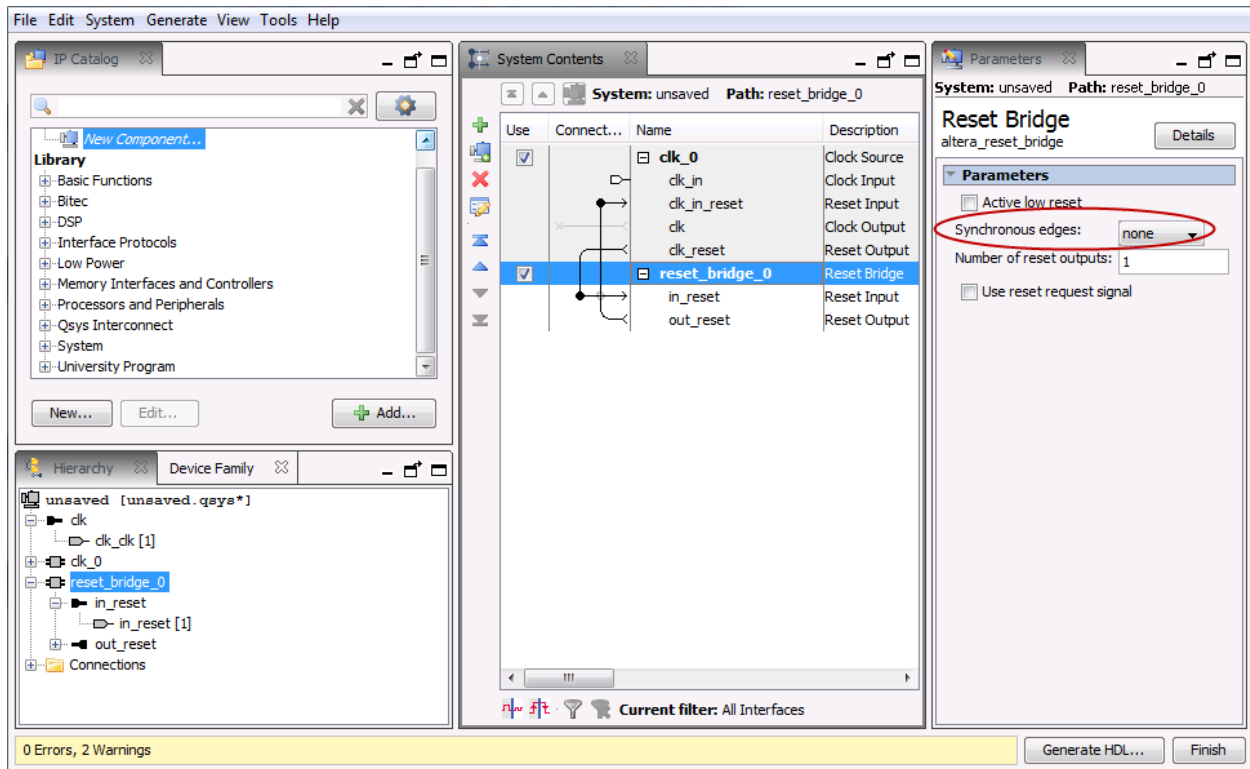 File Edit System Generate View Tools Help
IP Catalog
New Component...
Library
Basic Functions
Bitec
DSP
Interface Protocols
Low Power
Memory Interfaces and Controllers
Processors and Peripherals
Qsys Interconnect
System
University Program
New... Edit... Add...
Hierarchy Device Family
unsaved [unsaved.qsys*]
clk
clk_clk [1]
clk_0
reset_bridge_0
in_reset
in_reset [1]
out_reset
Connections
System Contents
System: unsaved Path: reset_bridge_0
Use Connect... Name Description
clk_0 Clock Source
clk_in Clock Input
clk_in_reset Reset Input
clk Clock Output
clk_reset Reset Output
reset_bridge_0 Reset Bridge
in_reset Reset Input
out_reset Reset Output
Current filter: All Interfaces
Parameters
System: unsaved Path: reset_bridge_0
Reset Bridge
altera_reset_bridge
Details
Parameters
Active low reset
Synchronous edges: none
Number of reset outputs: 1
Use reset request signal
0 Errors, 2 Warnings
Generate HDL... Finish